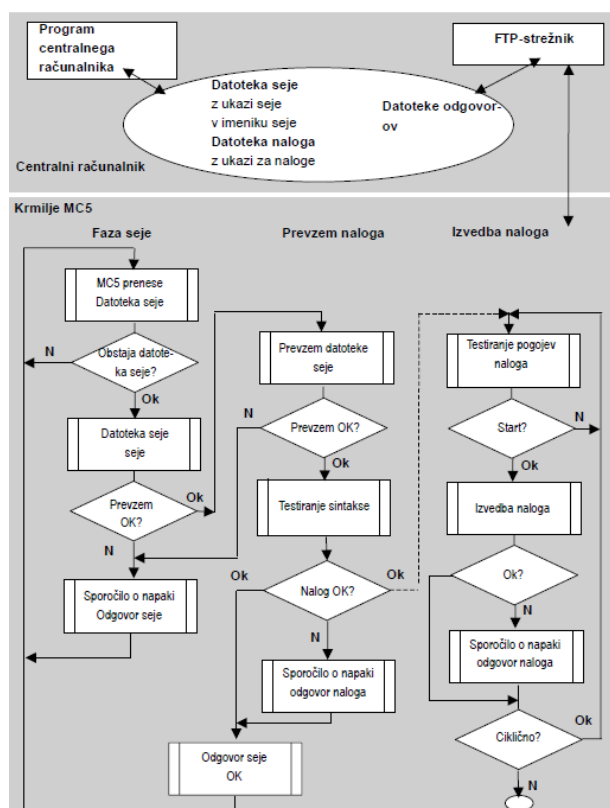 Program
centralnega
računalnika
FTP-strežnik
Datoteka seje
z ukazi seje
v imeniku seje
Datoteka naloga
z ukazi za naloge
Datoteke odgovor-
ov
Centralni računalnik
Krmilje MC5
Faza seje
Prevzem naloga
Izvedba naloga
MC5 prenese
Datoteka seje
N
Obstaja datote-
ka seje?
Ok
Datoteka seje
seje
Prevzem
OK?
Ok
N
Sporočilo o napaki
Odgovor seje
Prevzem datoteke
seje
N
Prevzem OK?
Ok
Testiranje sintakse
Ok
Ok
Nalog OK?
N
Sporočilo o napaki
odgovor naloga
Odgovor seje
OK
Testiranje pogojev
naloga
Start?
N
Ok
Izvedba naloga
Ok?
N
Sporočilo o napaki
odgovor naloga
Ok
Ciklično?
N